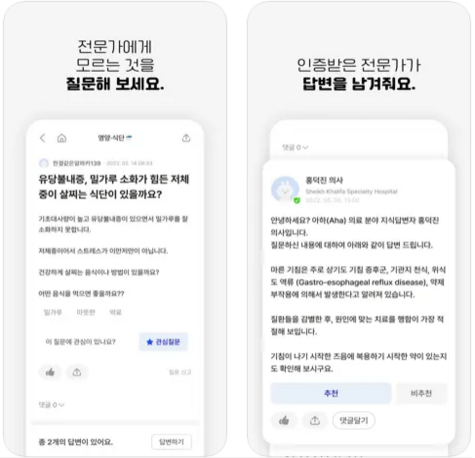 전문가에게
모르는 것을
질문해 보세요.
영양·식단
한결같은알파카139 · 2022. 05. 14 09:53
유당불내증, 밀가루 소화가 힘든 저체
중이 살찌는 식단이 있을까요?
기초대사량이 높고 유당불내증이 있으면서 밀가루를 잘
소화하지 못합니다.
저체중이어서 스트레스가 이만저만이 아닙니다.
건강하게 살찌는 음식이나 방법이 있을까요?
어떤 음식을 먹으면 좋을까요??
밀가루 따뜻한 약료
이 질문에 관심이 있나요?
★ 관심질문
질문 신고
댓글 0
총 2개의 답변이 있어요.
답변하기
인증받은 전문가가
답변을 남겨줘요.
댓글 0
홍덕진 의사
Sheikh Khalifa Specialty Hospital
안녕하세요? 아하(Aha) 의료 분야 지식답변자 홍덕진
의사입니다.
질문하신 내용에 대하여 아래와 같이 답변 드립니다.
마른 기침은 주로 상기도 기침 증후군, 기관지 천식, 위식
도 역류 (Gastro-esophageal reflux disease), 약제
부작용에 의해서 발생한다고 알려져 있습니다.
질환들을 감별한 후, 원인에 맞는 치료를 행함이 가장 적
절해 보입니다.
기침이 나기 시작한 즈음에 복용하기 시작한 약이 있는지
도 확인해 보시구요.
추천
비추천
댓글달기